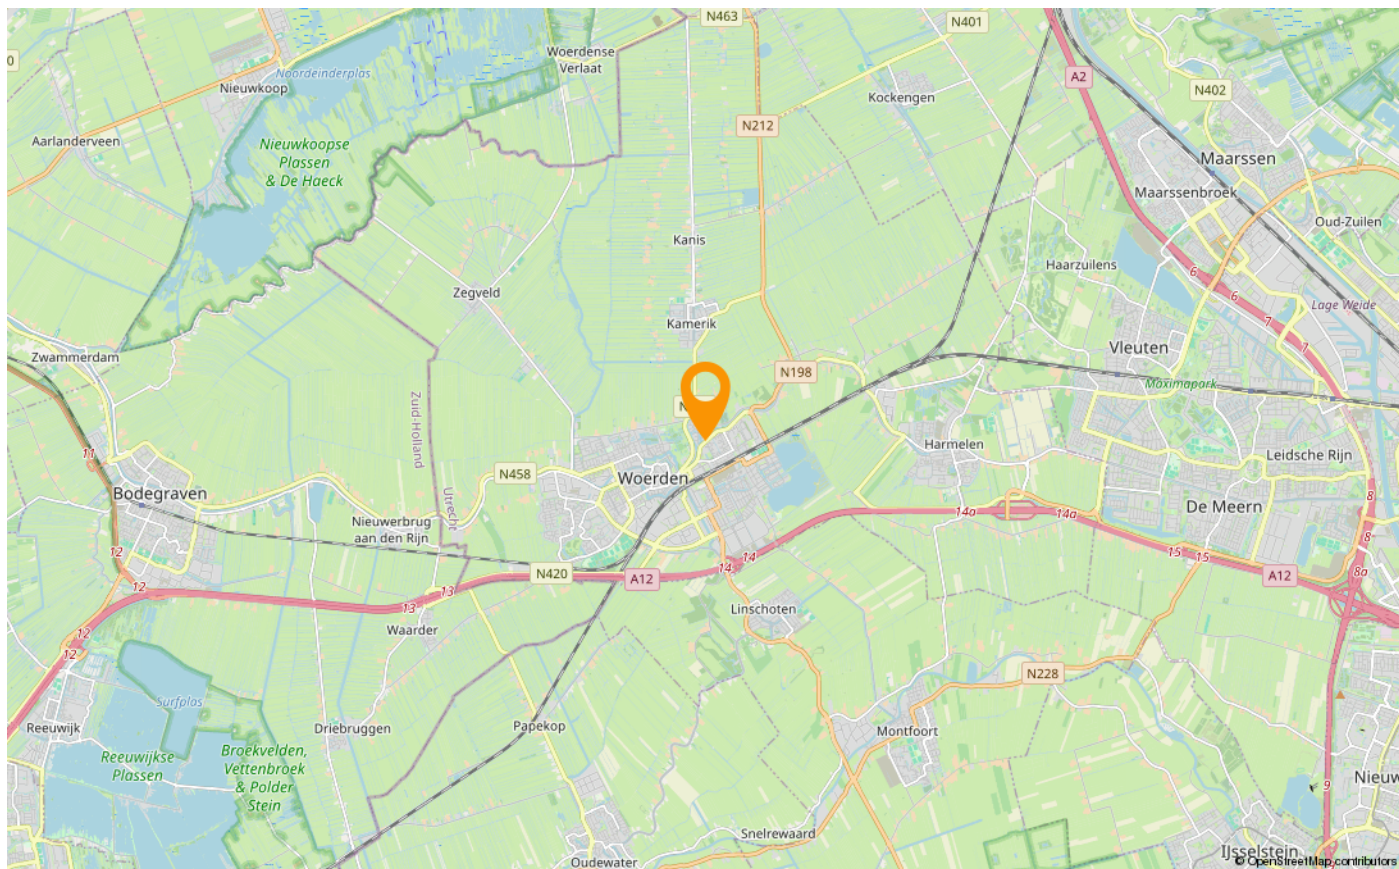 N463
N401
Woerdense
Verlaat
A2
Noordeinderplas
Nieuwkoop
Kockengen
N402
N212
Aarlanderveen
Nieuwkoopse
Plassen
& De Haeck
Maarssen
Maarssenbroek
Oud-Zuilen
Kanis
Haarzuilens
6
Zegveld
6
Lage Weide
Kamerik
7
Vleuten
7
Zwammerdam
N198
Maximapark
Zuid-Holland
Harmelen
11
Leidsche Rijn
N458
Woerden
Bodegraven
Utrecht
8
De Meern
14a
14a
Nieuwerbrug
aan den Rijn
8
12
15
15
14
14
8a
N420
A12
A12
12
13
13
Linschoten
Waarder
12
12
N228
Surfplas
Reeuwijk
Driebruggen
Papekop
Montfoort
Reeuwijkse
Plassen
Broekvelden,
Vettenbroek
& Polder
Stein
9
Snelrewaard
IJsselstein
Oudewater
© OpenStreetMap contributors